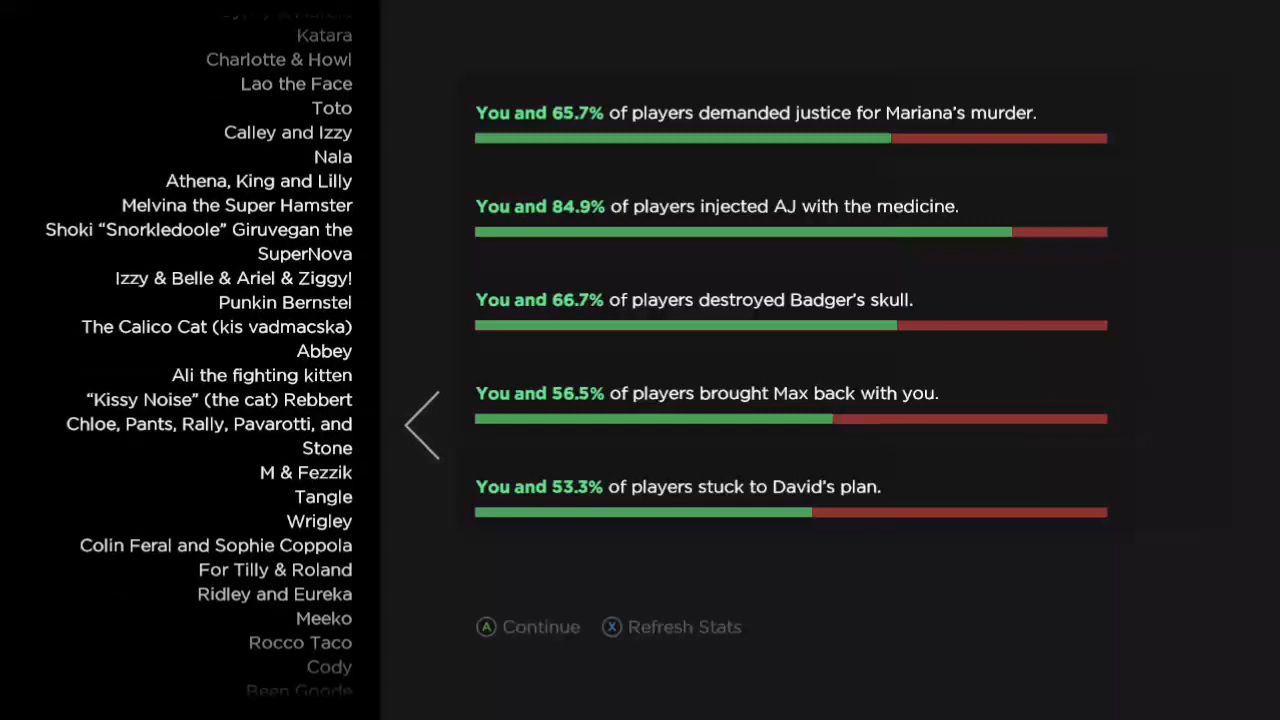 Katara
Charlotte & Howl
Lao the Face
Toto
Calley and Izzy
Nala
Athena, King and Lilly
Melvina the Super Hamster
Shoki “Snorkledoole” Giruvegan the
SuperNova
Izzy & Belle & Ariel & Ziggy!
Punkin Bernstel
The Calico Cat (kis vadmacska)
Abbey
Ali the fighting kitten
“Kissy Noise” (the cat) Rebbert
Chloe, Pants, Rally, Pavarotti, and
Stone
M & Fezzik
Tangle
Wrigley
Colin Feral and Sophie Coppola
For Tilly & Roland
Ridley and Eureka
Meeko
Rocco Taco
Cody
Been Goode
You and 65.7% of players demanded justice for Mariana’s murder.
You and 84.9% of players injected AJ with the medicine.
You and 66.7% of players destroyed Badger’s skull.
You and 56.5% of players brought Max back with you.
You and 53.3% of players stuck to David’s plan.
A Continue X Refresh Stats